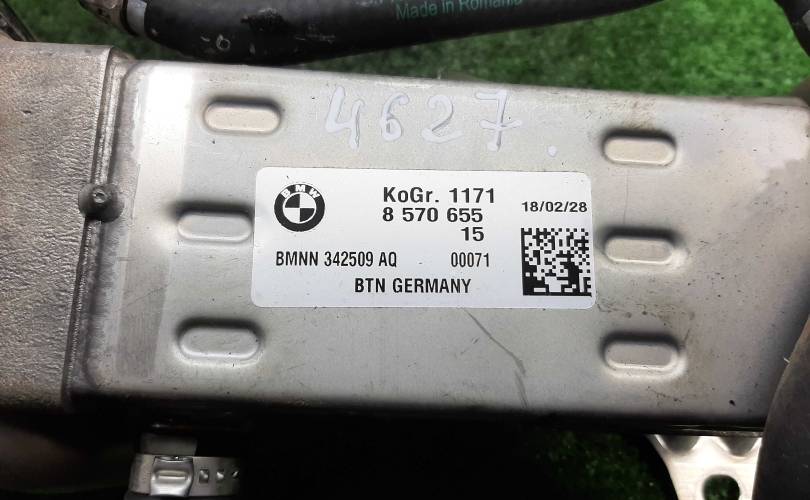 Made in Romania
4627.
BMW
KoGr. 1171
8 570 655
18/02/28
15
BMNN 342509 AQ 00071
BTN GERMANY